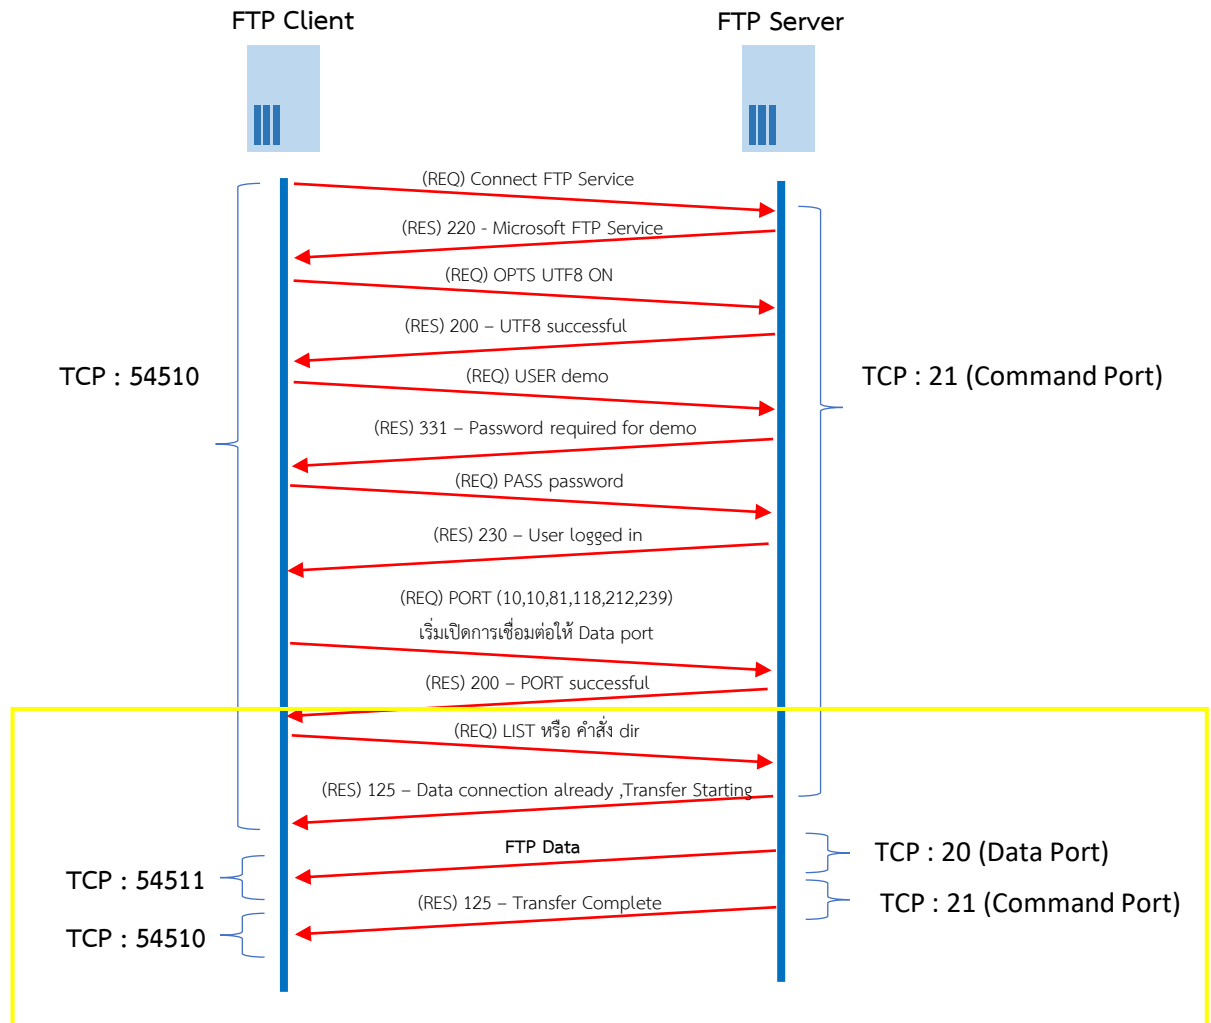 FTP Client
FTP Server
(REQ) Connect FTP Service
(RES) 220 - Microsoft FTP Service
(REQ) OPTS UTF8 ON
(RES) 200 – UTF8 successful
TCP : 54510
(REQ) USER demo
TCP : 21 (Command Port)
(RES) 331 – Password required for demo
(REQ) PASS password
(RES) 230 – User logged in
(REQ) PORT (10,10,81,118,212,239)
เริ่มเปิดการเชื่อมต่อให้ Data port
(RES) 200 – PORT successful
(REQ) LIST หรือ คำสั่ง dir
(RES) 125 – Data connection already ,Transfer Starting
FTP Data
TCP : 20 (Data Port)
TCP : 54511
(RES) 125 – Transfer Complete
TCP : 21 (Command Port)
TCP : 54510